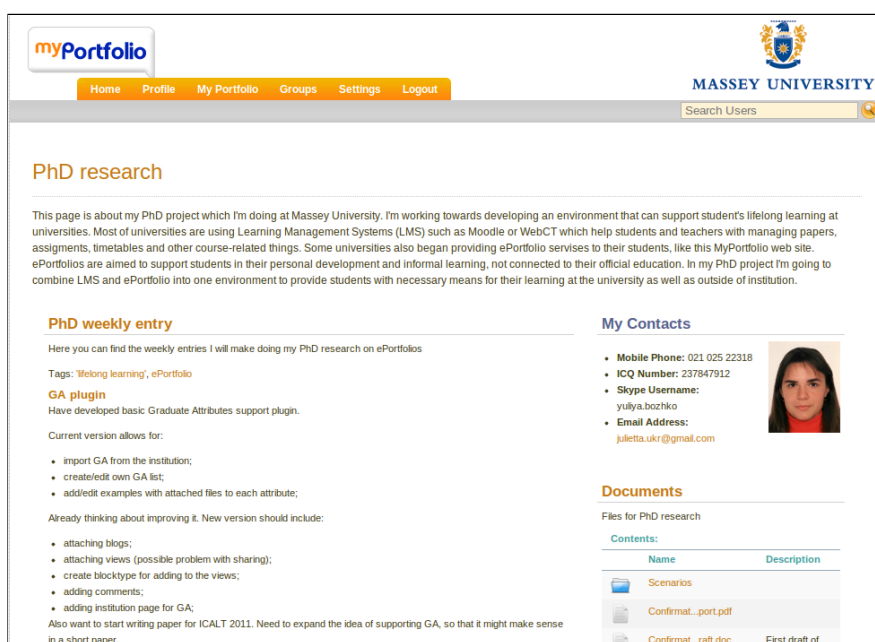 myPortfolio
MASSEY UNIVERSITY
Home Profile My Portfolio Groups Settings Logout
Search Users
PhD research
This page is about my PhD project which I'm doing at Massey University. I'm working towards developing an environment that can support student's lifelong learning at
universities. Most of universities are using Learning Management Systems (LMS) such as Moodle or WebCT which help students and teachers with managing papers,
assigments, timetables and other course-related things. Some universities also began providing ePortfolio servises to their students, like this MyPortfolio web site.
ePortfolios are aimed to support students in their personal development and informal learning, not connected to their official education. In my PhD project I'm going to
combine LMS and ePortfolio into one environment to provide students with necessary means for their learning at the university as well as outside of institution.
PhD weekly entry
Here you can find the weekly entries I will make doing my PhD research on ePortfolios
Tags: 'lifelong learning', ePortfolio
GA plugin
Have developed basic Graduate Attributes support plugin.
Current version allows for:
• import GA from the institution;
• create/edit own GA list;
• add/edit examples with attached files to each attribute;
Already thinking about improving it. New version should include:
• attaching blogs;
• attaching views (possible problem with sharing);
• create blocktype for adding to the views;
• adding comments;
• adding institution page for GA;
Also want to start writing paper for ICALT 2011. Need to expand the idea of supporting GA, so that it might make sense
in a short paper
My Contacts
• Mobile Phone: 021 025 22318
• ICQ Number: 237847912
• Skype Username:
yuliya.bozhko
• Email Address:
julietta.ukr@gmail.com
Documents
Files for PhD research
Contents:
Name Description
Scenarios
Confirmat...port.pdf
Confirmat...raft.doc First draft of